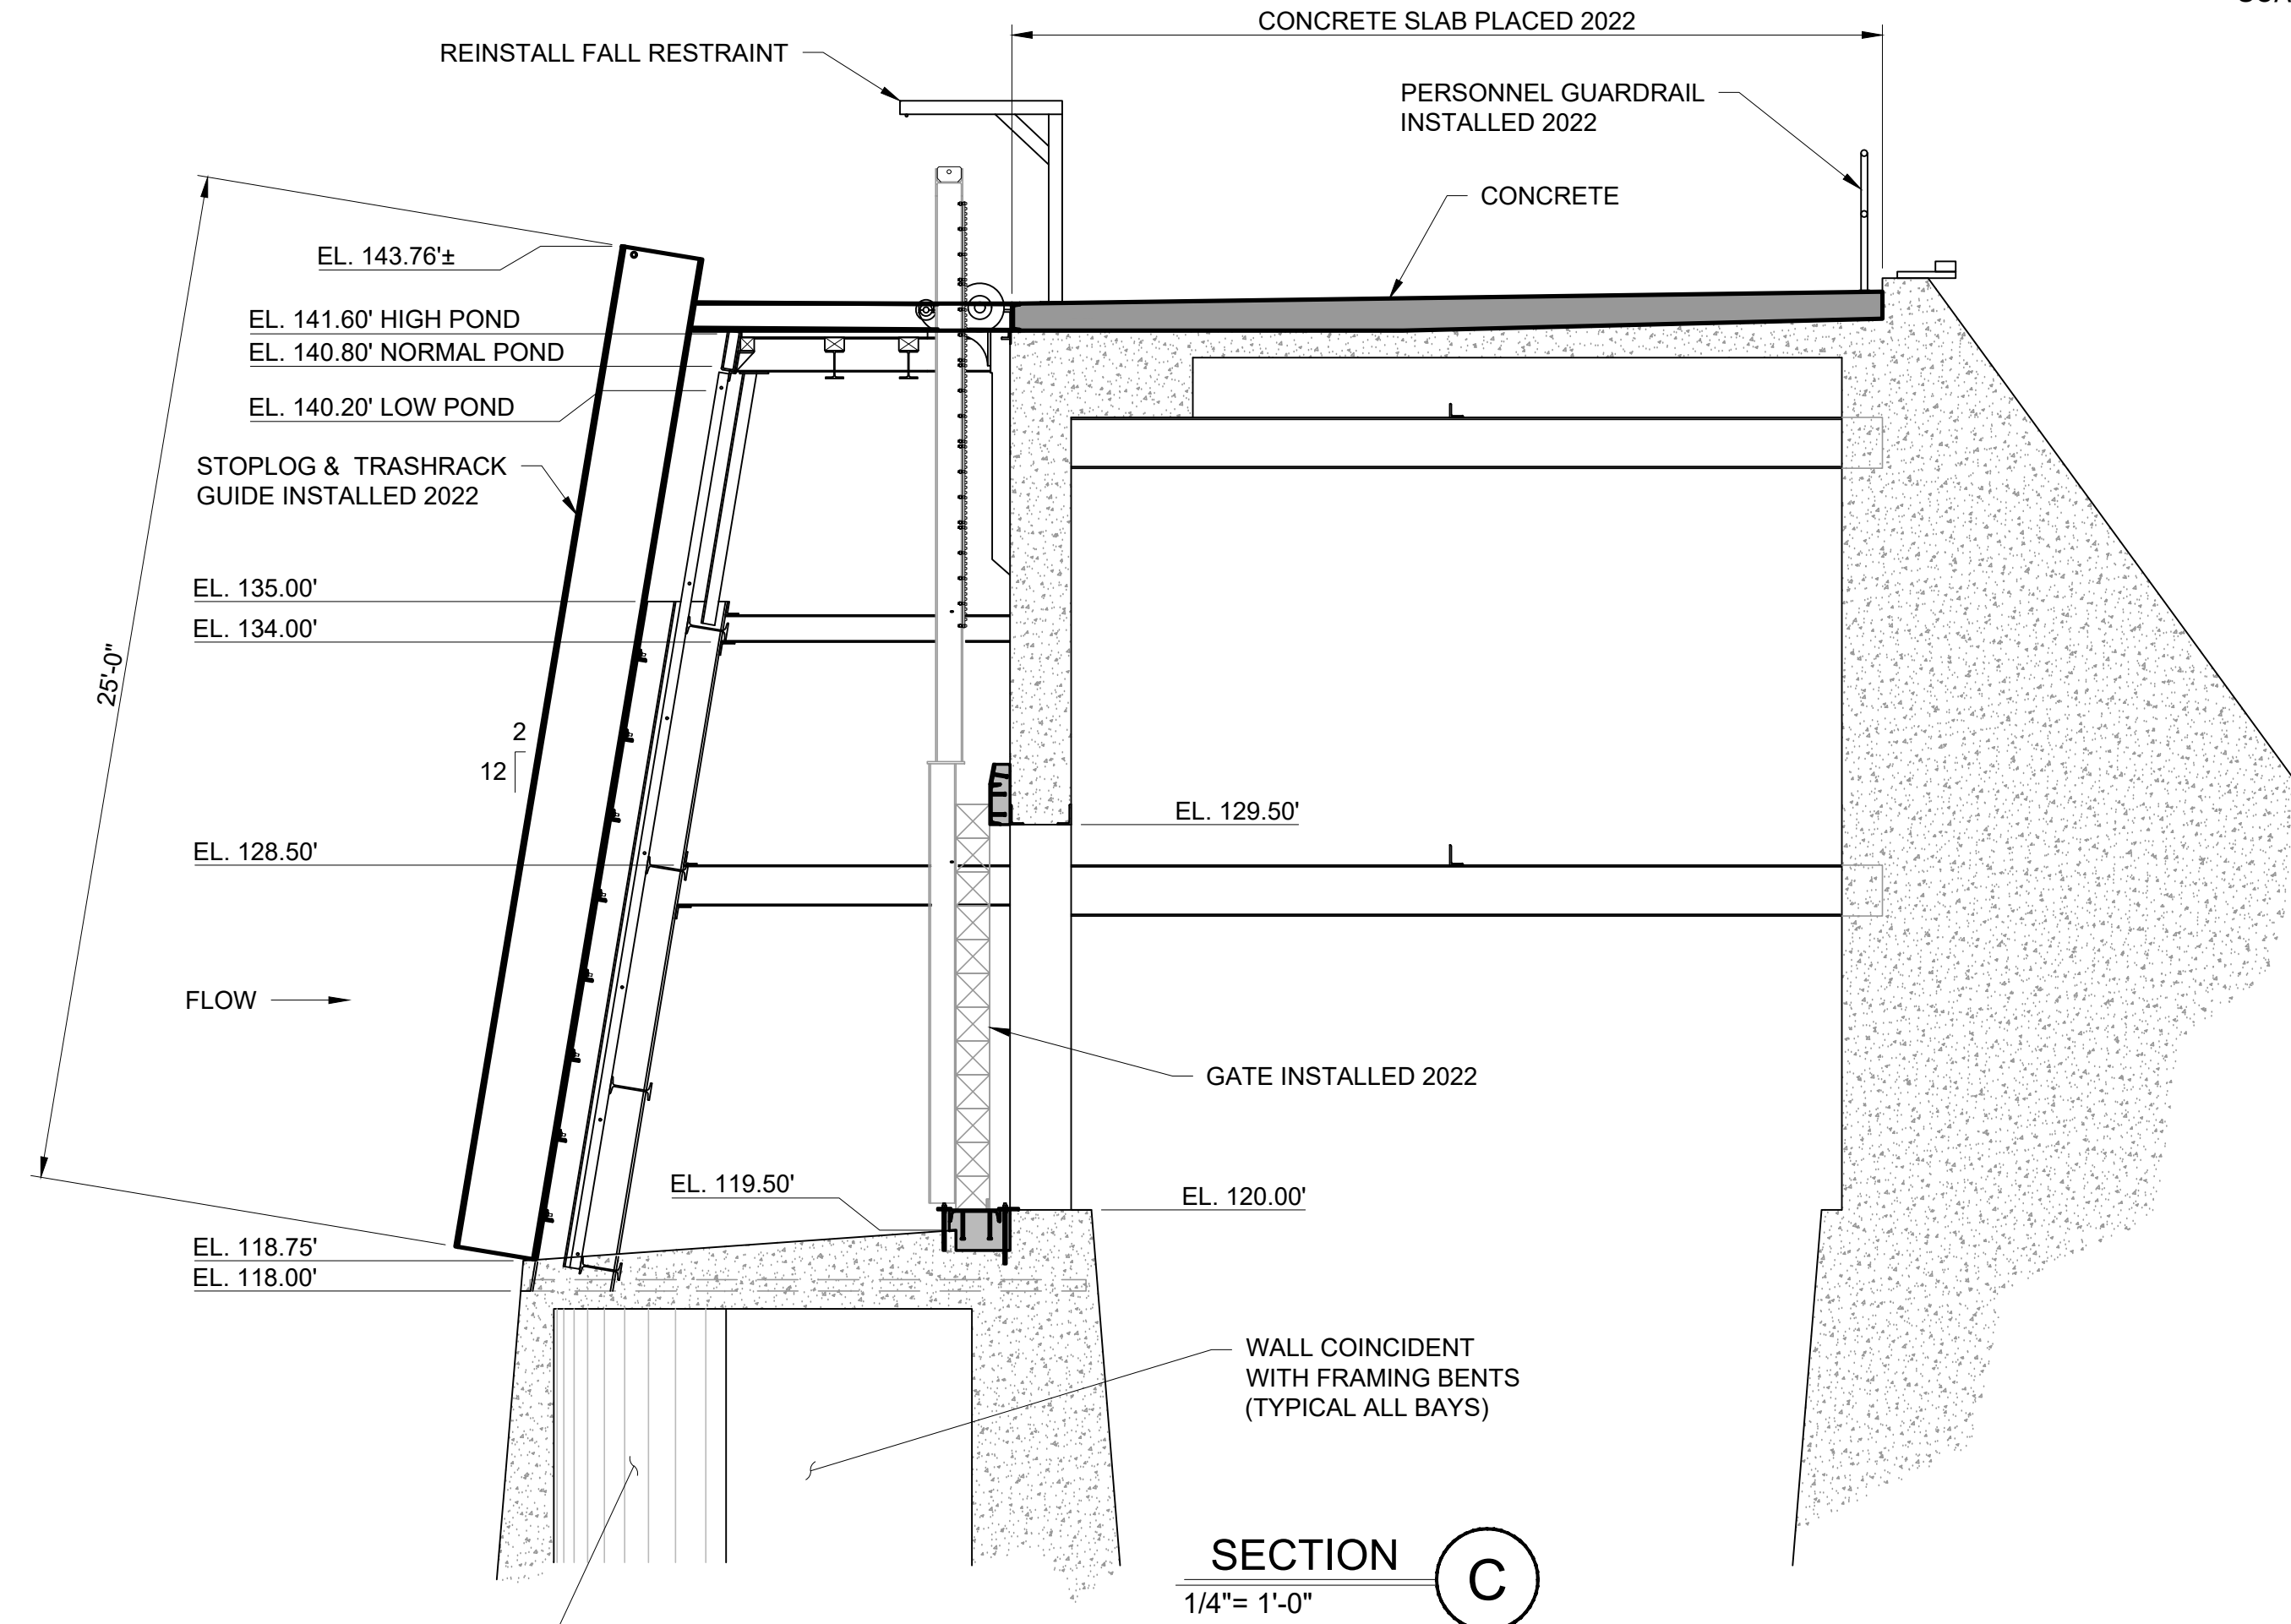 CONCRETE SLAB PLACED 2022
REINSTALL FALL RESTRAINT
PERSONNEL GUARDRAIL
INSTALLED 2022
CONCRETE
EL. 143.76'±
EL. 141.60' HIGH POND
EL. 140.80' NORMAL POND
EL. 140.20' LOW POND
STOPLOG & TRASHRACK
GUIDE INSTALLED 2022
EL. 135.00'
EL. 134.00'
25'-0"
2
12
EL. 129.50'
EL. 128.50'
FLOW
GATE INSTALLED 2022
EL. 119.50'
EL. 120.00'
EL. 118.75'
EL. 118.00'
WALL COINCIDENT
WITH FRAMING BENTS
(TYPICAL ALL BAYS)
SECTION
C
1/4"= 1'-0"